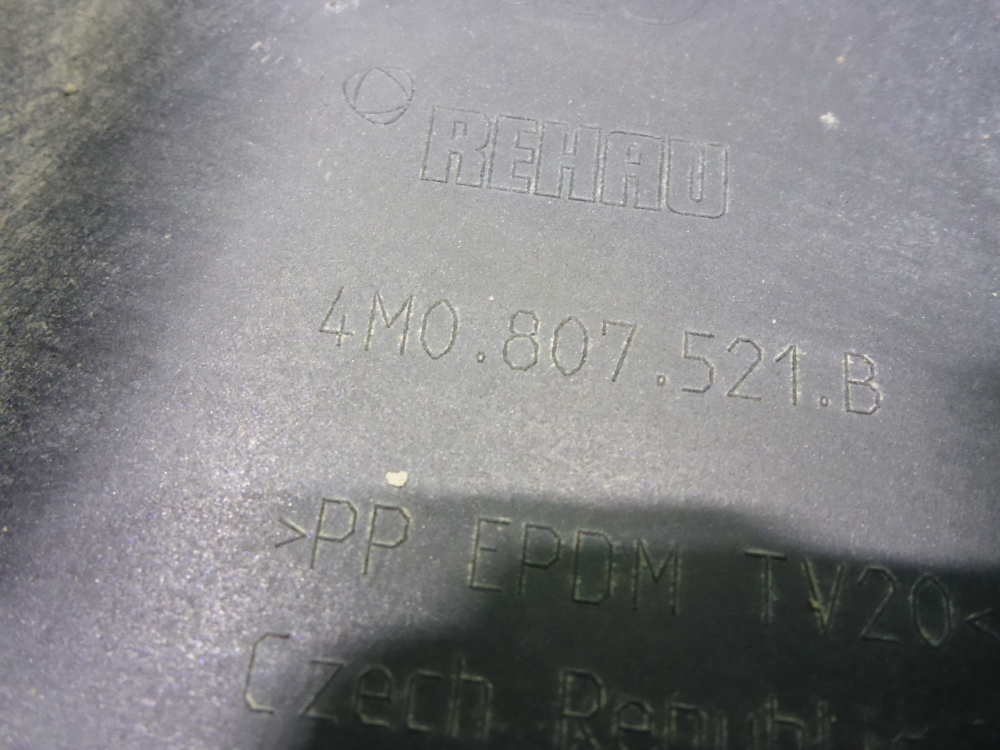 REHAU
4M0.807.521.B
>PP EPDM TV20<
Czech Republic